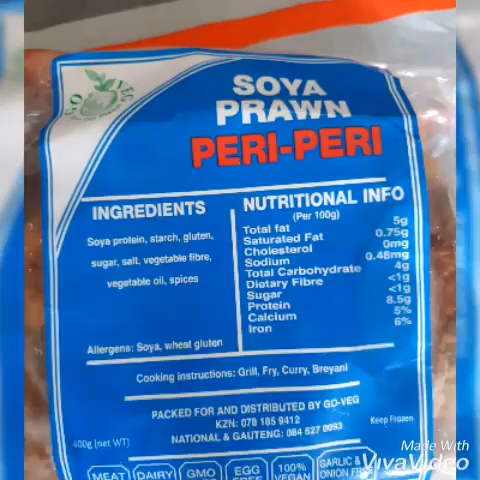 GO VEG
SOYA
PRAWN
PERI-PERI
INGREDIENTS
Soya protein, starch, gluten,
sugar, salt, vegetable fibre,
vegetable oil, spices
Allergens: Soya, wheat gluten
NUTRITIONAL INFO
(Per 100g)
Total fat 5g
Saturated Fat 0.75g
Cholesterol 0mg
Sodium 0.48mg
Total Carbohydrate 4g
Dietary Fibre <1g
Sugar <1g
Protein 8.5g
Calcium 5%
Iron 6%
Cooking instructions: Grill, Fry, Curry, Breyani
PACKED FOR AND DISTRIBUTED BY GO-VEG
KZN: 078 185 9412
NATIONAL & GAUTENG: 084 527 0093
400g (net WT)
Keep Frozen
MEAT
DAIRY
GMO
EGG
100%
VEGAN
GARLIC &
ONION
Made With
VivaVideo